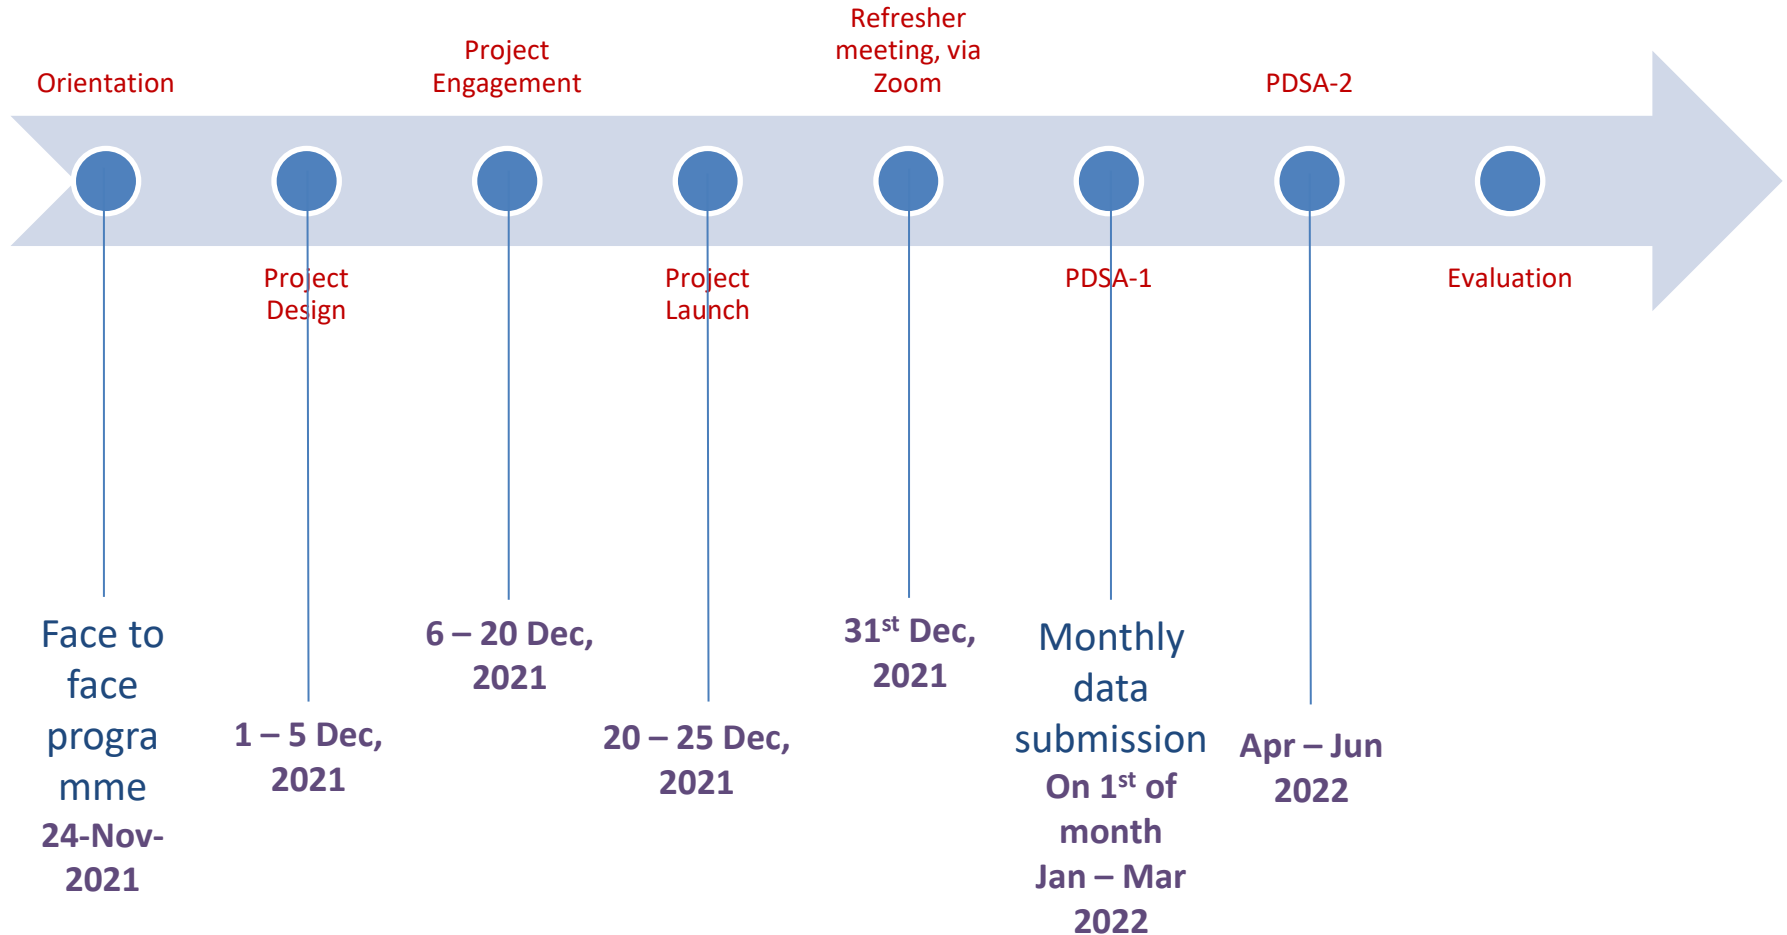 Orientation
Project
Engagement
Refresher
meeting, via
Zoom
PDSA-2
Project
Design
Project
Launch
PDSA-1
Evaluation
Face to
face
progra
mme
24-Nov-
2021
1 – 5 Dec,
2021
6 – 20 Dec,
2021
20 – 25 Dec,
2021
31st Dec,
2021
Monthly
data
submission
On 1st of
month
Jan – Mar
2022
Apr – Jun
2022